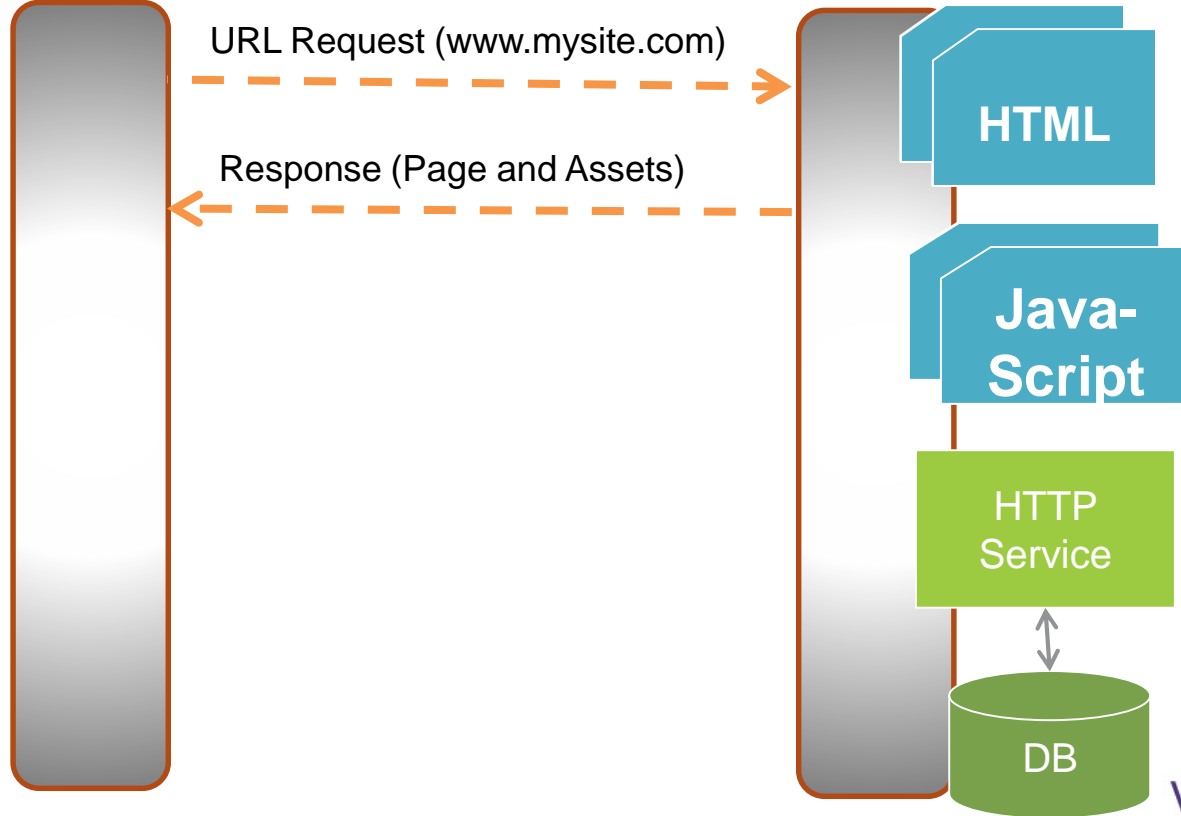 URL Request (www.mysite.com)
Response (Page and Assets)
HTML
Java-
Script
HTTP
Service
DB